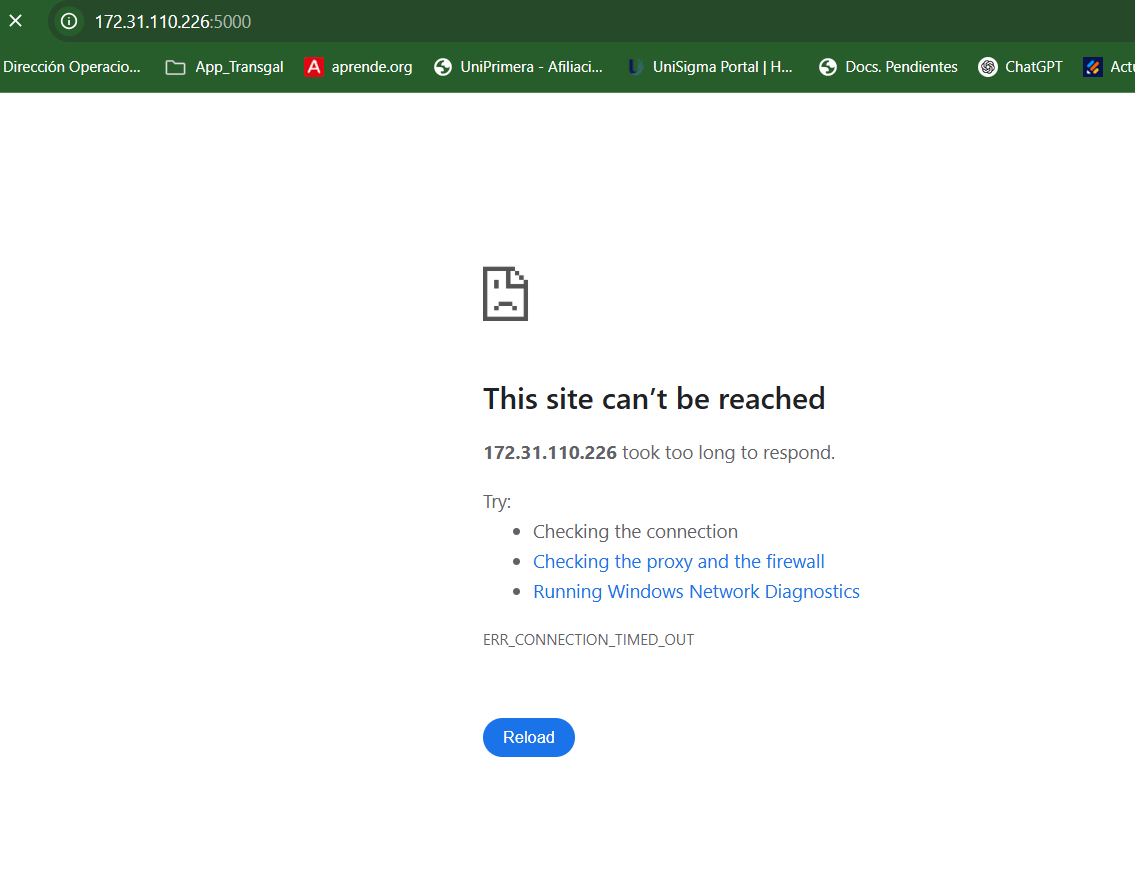 172.31.110.226:5000
Dirección Operacio... App_Transgal A aprende.org UniPrimera - Afiliaci... U UniSigma Portal | H... Docs. Pendientes ChatGPT Actu
This site can’t be reached
172.31.110.226 took too long to respond.
Try:
• Checking the connection
• Checking the proxy and the firewall
• Running Windows Network Diagnostics
ERR_CONNECTION_TIMED_OUT
Reload